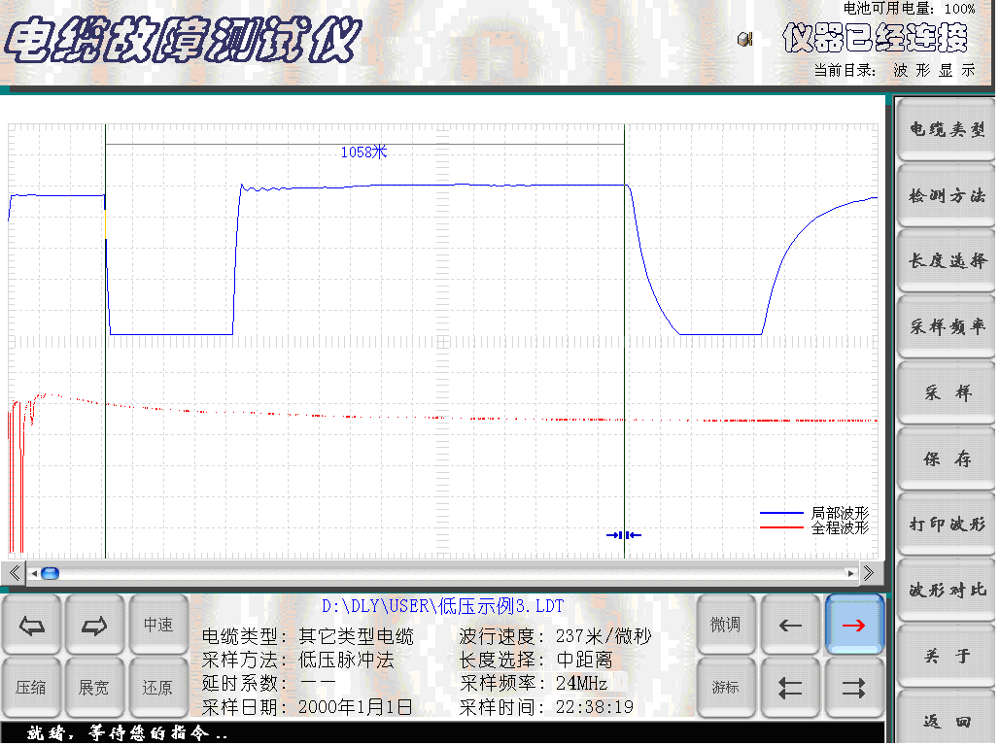 电池可用电量：100%
电缆故障测试仪
仪器已经连接
当前目录： 波 形 显 示
1058米
局部波形
全程波形
电缆类型
检测方法
长度选择
采样频率
采 样
保 存
打印波形
波形对比
关 于
返 回
中速
压缩
展宽
还原
D:\DLY\USER\低压示例3.LDT
电缆类型：其它类型电缆
波行速度：237米/微秒
采样方法：低压脉冲法
长度选择：中距离
延时系数：－－
采样频率：24MHz
采样日期：2000年1月1日
采样时间：22:38:19
微调
游标
就绪，等待您的指令..